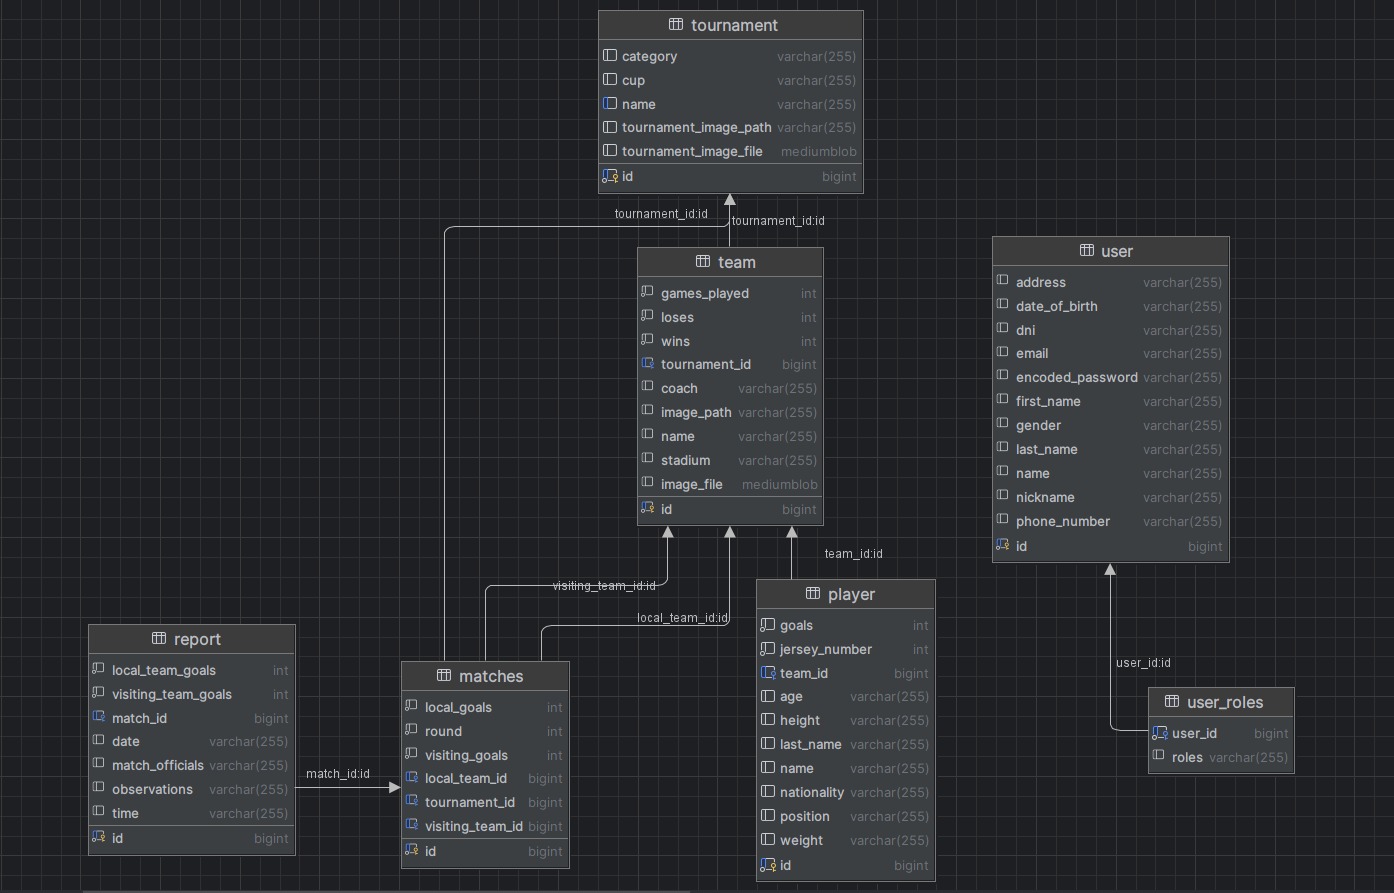 tournament
category varchar(255)
cup varchar(255)
name varchar(255)
tournament_image_path varchar(255)
tournament_image_file mediumblob
id bigint
tournament_id:id
tournament_id:id
team
games_played int
loses int
wins int
tournament_id bigint
coach varchar(255)
image_path varchar(255)
name varchar(255)
stadium varchar(255)
image_file mediumblob
id bigint
user
address varchar(255)
date_of_birth varchar(255)
dni varchar(255)
email varchar(255)
encoded_password varchar(255)
first_name varchar(255)
gender varchar(255)
last_name varchar(255)
name varchar(255)
nickname varchar(255)
phone_number varchar(255)
id bigint
team_id:id
visiting_team_id:id
local_team_id:id
report
local_team_goals int
visiting_team_goals int
match_id bigint
date varchar(255)
match_officials varchar(255)
observations varchar(255)
time varchar(255)
id bigint
match_id:id
matches
local_goals int
round int
visiting_goals int
local_team_id bigint
tournament_id bigint
visiting_team_id bigint
id bigint
player
goals int
jersey_number int
team_id bigint
age varchar(255)
height varchar(255)
last_name varchar(255)
name varchar(255)
nationality varchar(255)
position varchar(255)
weight varchar(255)
id bigint
user_id:id
user_roles
user_id bigint
roles varchar(255)